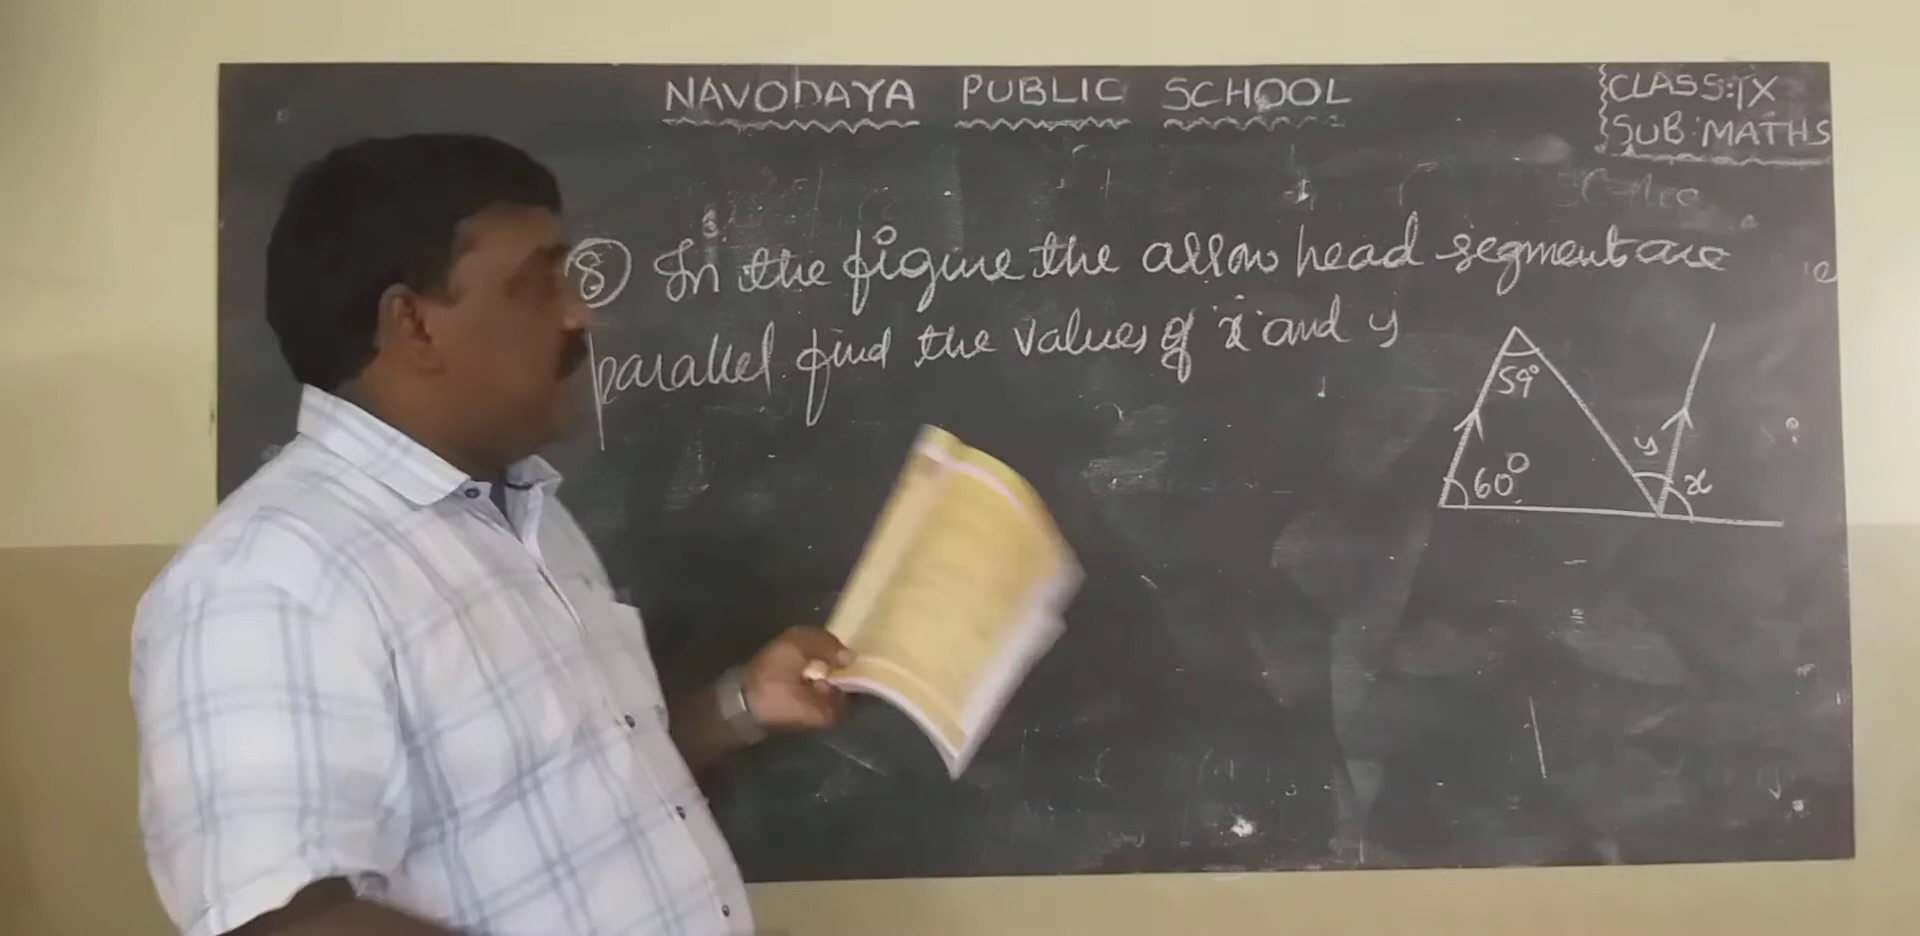 NAVODAYA PUBLIC SCHOOL
CLASS:IX
SUB:MATHS
8 In the figure the arrow head segment are
parallel find the values of x and y
59°
60°
y
x